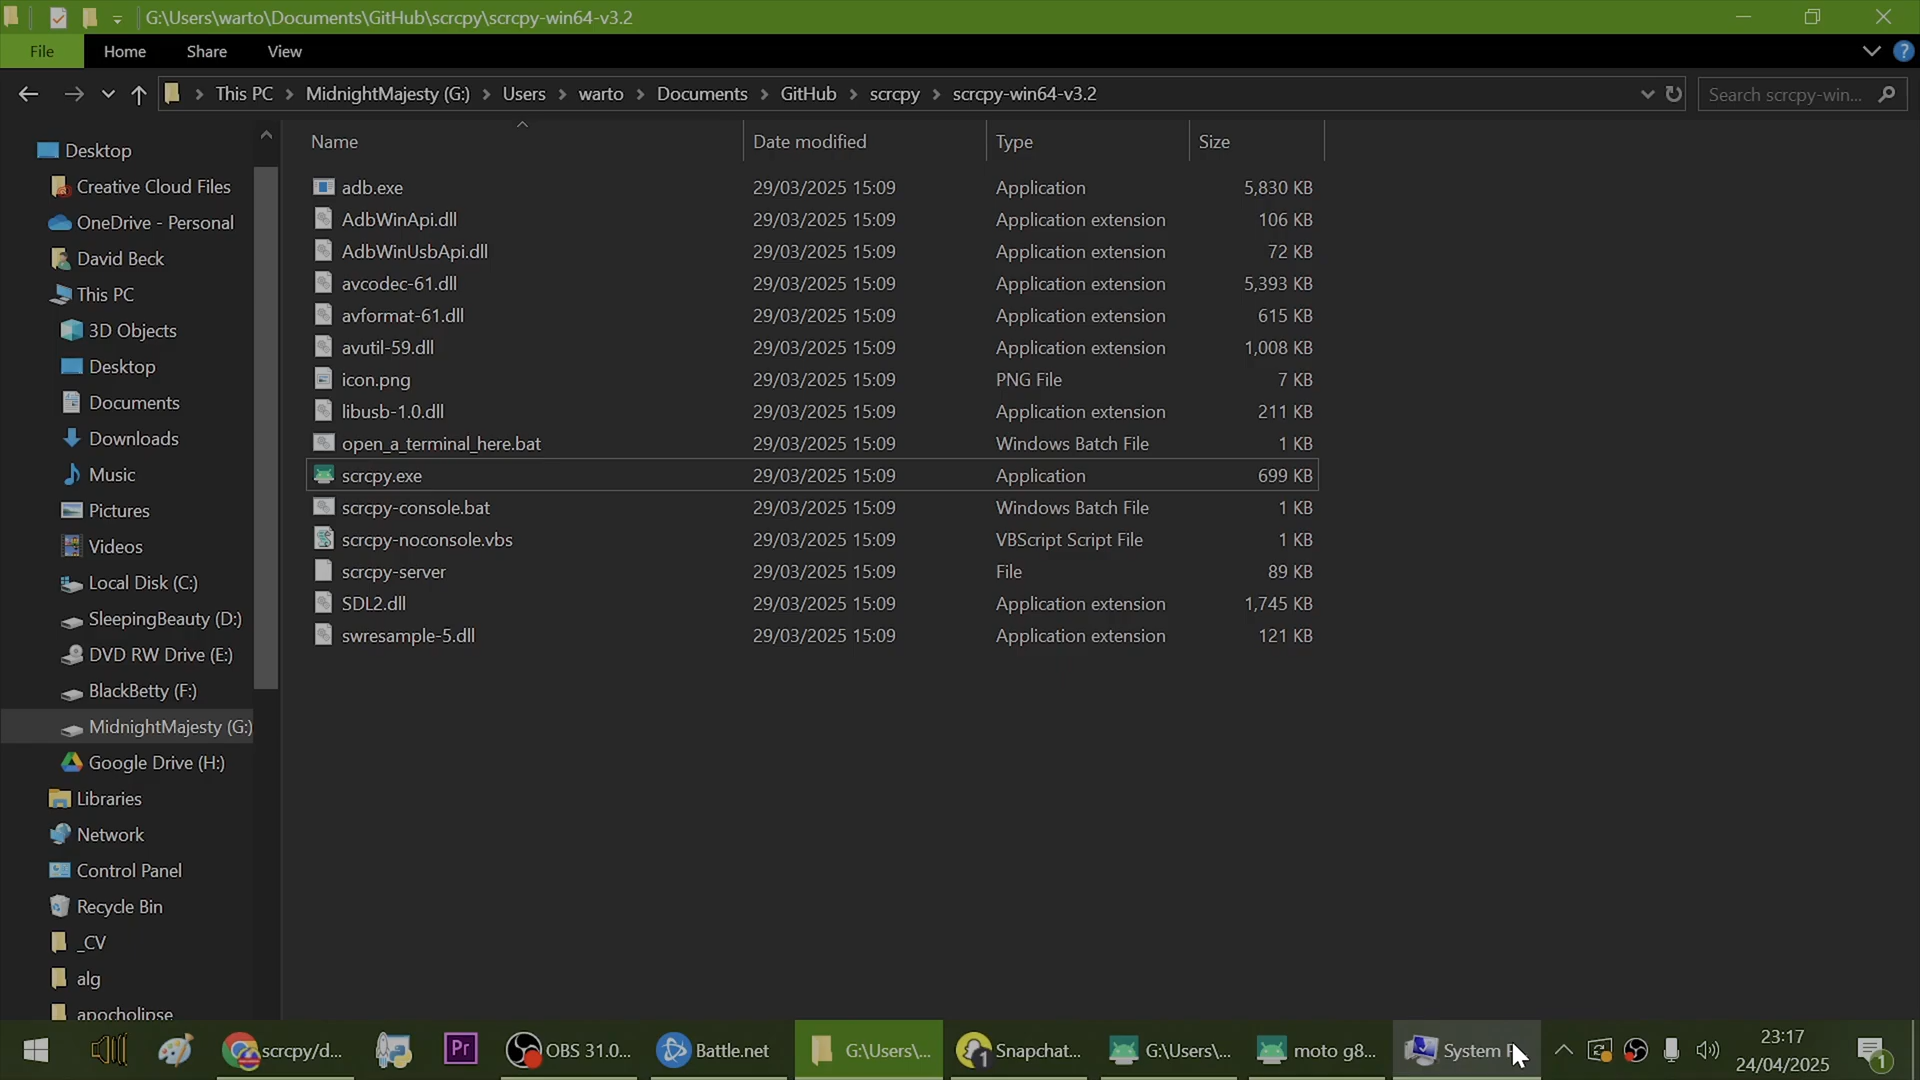 G:\Users\warto\Documents\GitHub\scrcpy\scrcpy-win64-v3.2
File Home Share View
This PC MidnightMajesty (G:) Users warto Documents GitHub scrcpy scrcpy-win64-v3.2 Search scrcpy-win...
Name Date modified Type Size
Desktop
Creative Cloud Files
OneDrive - Personal
David Beck
This PC
3D Objects
Desktop
Documents
Downloads
Music
Pictures
Videos
Local Disk (C:)
SleepingBeauty (D:)
DVD RW Drive (E:)
BlackBetty (F:)
MidnightMajesty (G:)
Google Drive (H:)
Libraries
Network
Control Panel
Recycle Bin
_CV
alg
apocholipse
adb.exe 29/03/2025 15:09 Application 5,830 KB
AdbWinApi.dll 29/03/2025 15:09 Application extension 106 KB
AdbWinUsbApi.dll 29/03/2025 15:09 Application extension 72 KB
avcodec-61.dll 29/03/2025 15:09 Application extension 5,393 KB
avformat-61.dll 29/03/2025 15:09 Application extension 615 KB
avutil-59.dll 29/03/2025 15:09 Application extension 1,008 KB
icon.png 29/03/2025 15:09 PNG File 7 KB
libusb-1.0.dll 29/03/2025 15:09 Application extension 211 KB
open_a_terminal_here.bat 29/03/2025 15:09 Windows Batch File 1 KB
scrcpy.exe 29/03/2025 15:09 Application 699 KB
scrcpy-console.bat 29/03/2025 15:09 Windows Batch File 1 KB
scrcpy-noconsole.vbs 29/03/2025 15:09 VBScript Script File 1 KB
scrcpy-server 29/03/2025 15:09 File 89 KB
SDL2.dll 29/03/2025 15:09 Application extension 1,745 KB
swresample-5.dll 29/03/2025 15:09 Application extension 121 KB
scrcpy/d... Pr OBS 31.0... Battle.net G:\Users\... 1 Snapchat... G:\Users\... moto g8... System 23:17
24/04/2025 1